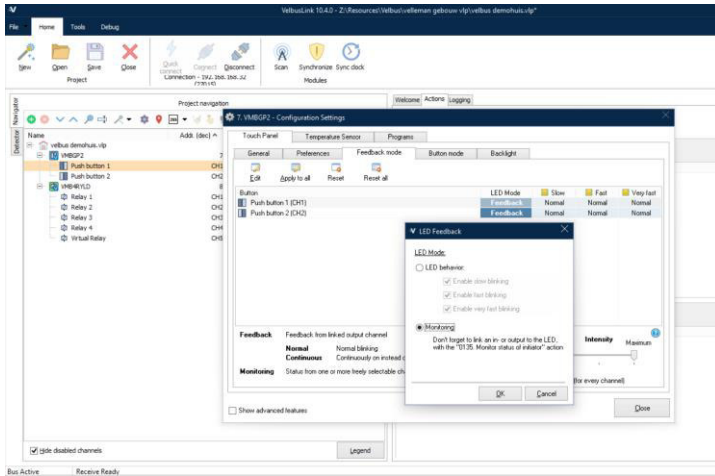 VelbusLink 10.4.0 - Z:\Resources\Velbus\velleman gebouw vlp\velbus demohuis.vlp*
File Home Tools Debug
New Open Save Close Quick connect Connect Disconnect Scan Synchronize Sync clock
Project Connection - 192.168.168.32 Modules
Navigator
Detector
Project navigation
Welcome Actions Logging
Name Addr. (dec)
velbus demohuis.vlp
VMBGP2 7
Push button 1 CH1
Push button 2 CH2
VMB4RYLD 8
Relay 1 CH1
Relay 2 CH2
Relay 3 CH3
Relay 4 CH4
Virtual Relay CH5
7. VMBGP2 - Configuration Settings
Touch Panel Temperature Sensor Programs
General Preferences Feedback mode Button mode Backlight
Edit Apply to all Reset Reset all
Button LED Mode Slow Fast Very fast
Push button 1 (CH1) Feedback Normal Normal Normal
Push button 2 (CH2) Feedback Normal Normal Normal
LED Feedback
LED Mode:
LED behavior:
Enable slow blinking
Enable fast blinking
Enable very fast blinking
Monitoring
Don't forget to link an in- or output to the LED,
with the "0135. Monitor status of initiator" action
OK Cancel
Feedback Feedback from linked output channel
Normal Normal blinking
Continuous Continuously on instead
Monitoring Status from one or more freely selectable
Intensity Maximum
(for every channel)
Show advanced features
Close
Hide disabled channels
Legend
Bus Active Receive Ready